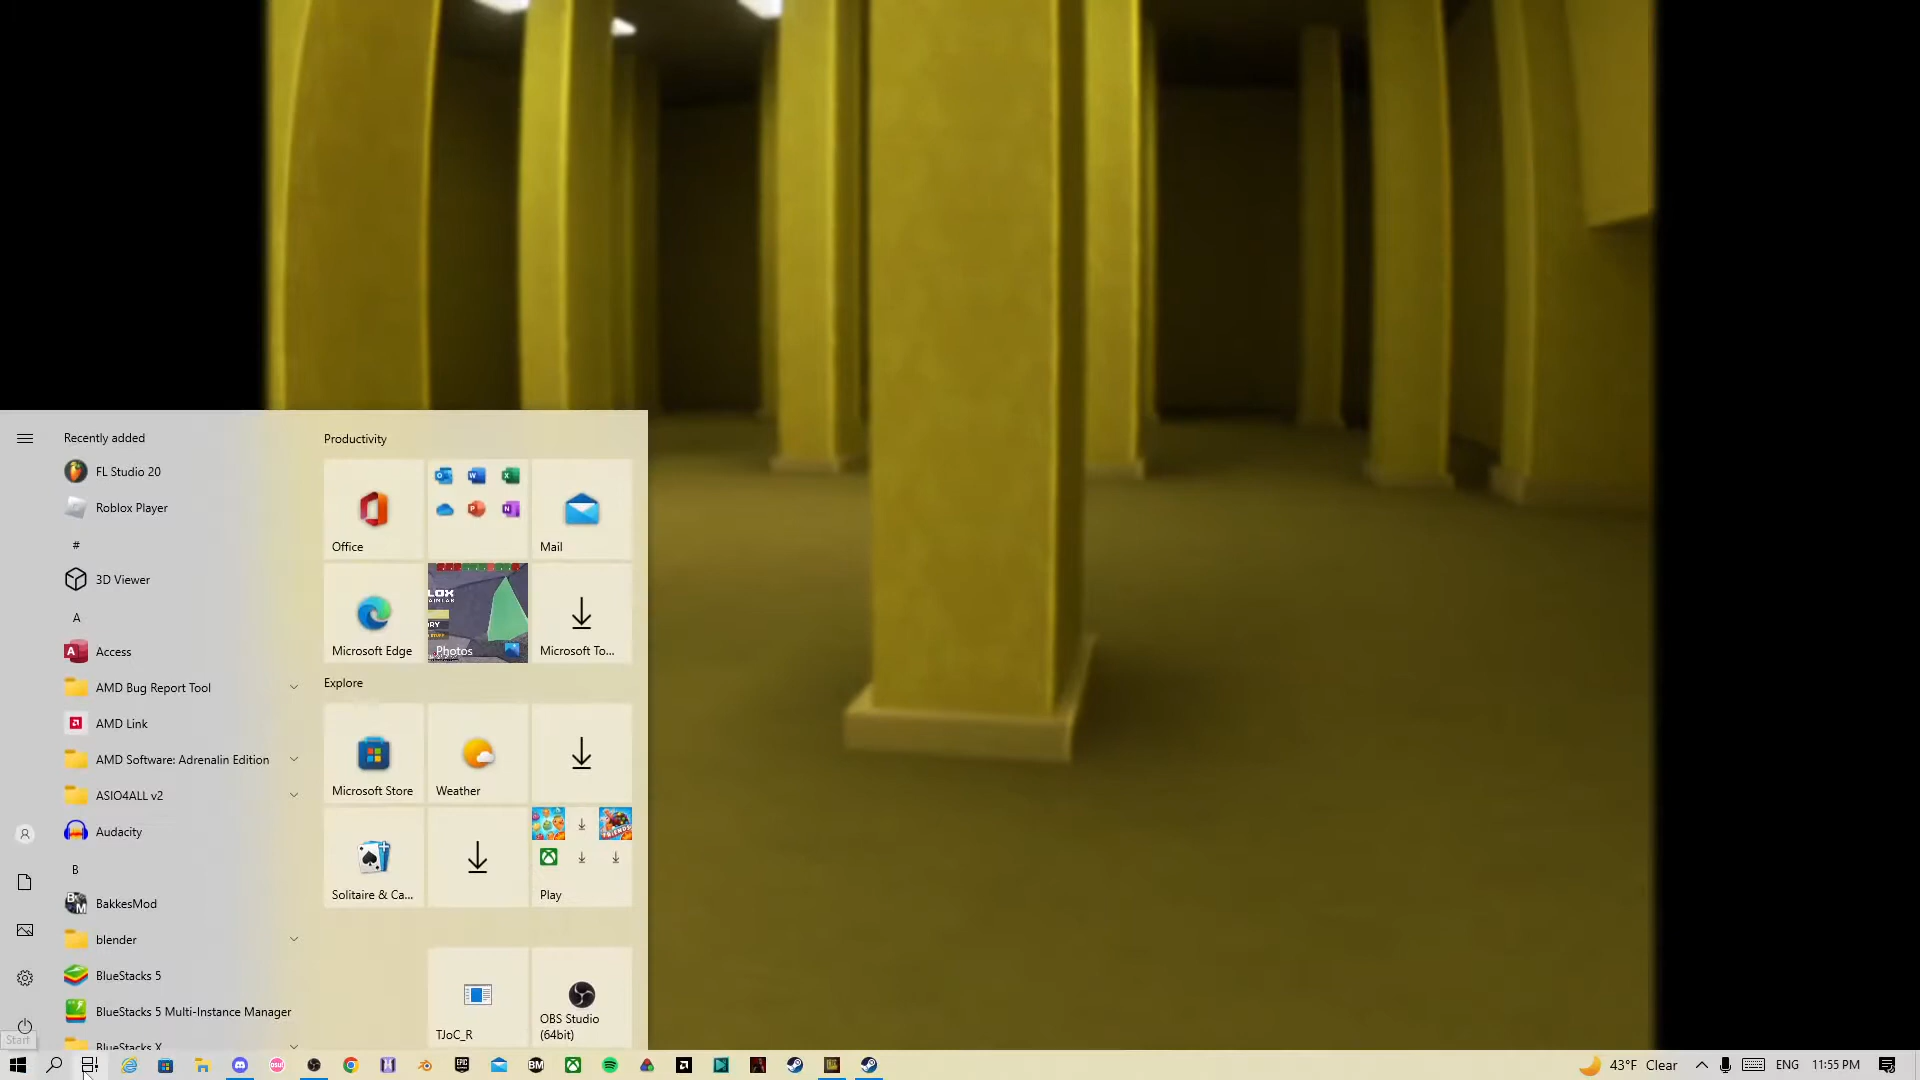 Recently added
FL Studio 20
Roblox Player
#
3D Viewer
A
Access
AMD Bug Report Tool
AMD Link
AMD Software: Adrenalin Edition
ASIO4ALL v2
Audacity
B
BakkesMod
blender
BlueStacks 5
BlueStacks 5 Multi-Instance Manager
BlueStacks X
Start
Productivity
Office
Mail
Microsoft Edge
Photos
Microsoft To...
Explore
Microsoft Store
Weather
Solitaire & Ca...
Play
TJoC_R
OBS Studio
(64bit)
43°F Clear
ENG
11:55 PM